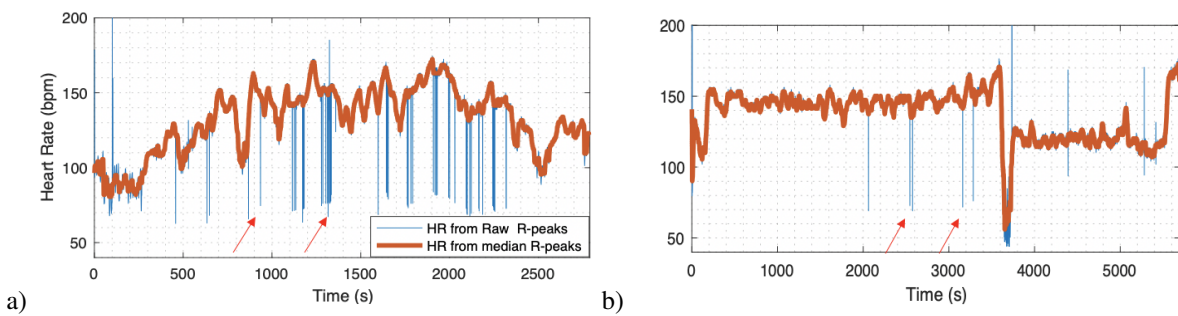 a)
Heart Rate (bpm)
200
150
100
50
0 500 1000 1500 2000 2500
Time (s)
HR from Raw R-peaks
HR from median R-peaks
b)
200
150
100
50
0 1000 2000 3000 4000 5000
Time (s)